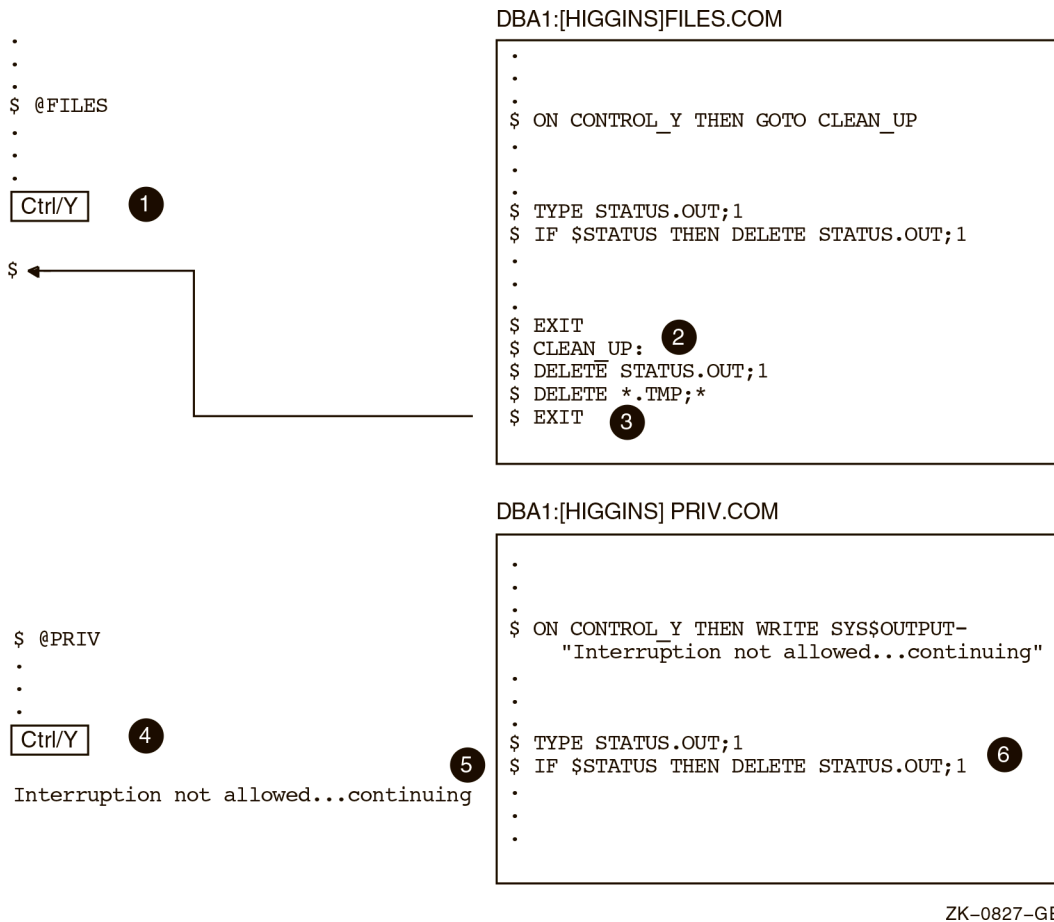 DBA1:[HIGGINS]FILES.COM
.
.
.
$ @FILES
.
.
.
Ctrl/Y 1
$
.
.
.
$ ON CONTROL_Y THEN GOTO CLEAN_UP
.
.
.
$ TYPE STATUS.OUT;1
$ IF $STATUS THEN DELETE STATUS.OUT;1
.
.
.
$ EXIT
$ CLEAN_UP: 2
$ DELETE STATUS.OUT;1
$ DELETE *.TMP;*
$ EXIT 3
DBA1:[HIGGINS] PRIV.COM
$ @PRIV
.
.
.
Ctrl/Y 4
5
Interruption not allowed...continuing
.
.
.
$ ON CONTROL_Y THEN WRITE SYS$OUTPUT-
"Interruption not allowed...continuing"
.
.
.
$ TYPE STATUS.OUT;1
$ IF $STATUS THEN DELETE STATUS.OUT;1 6
.
.
.